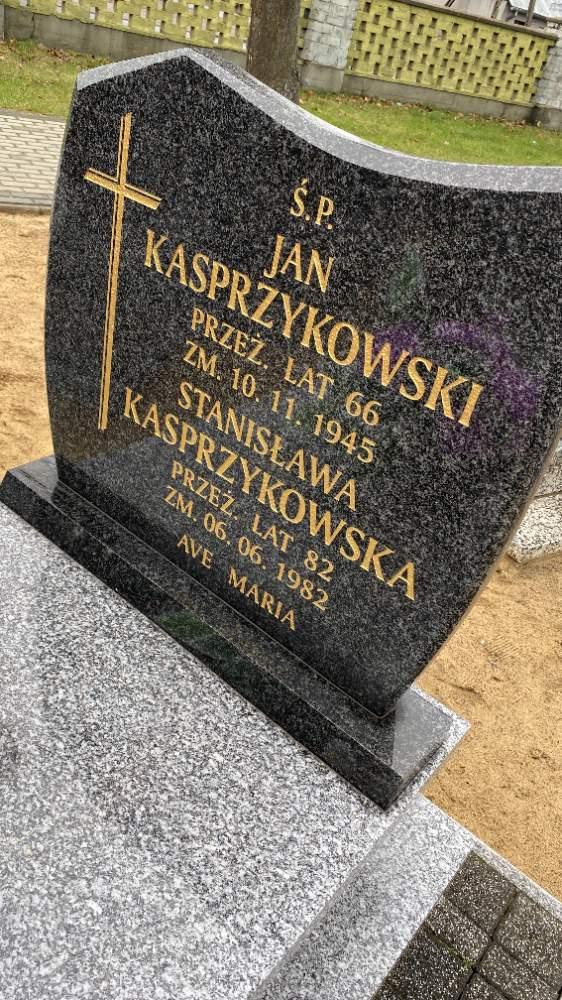 Ś.P.
JAN
KASPRZYKOWSKI
PRZEŻ. LAT 66
ZM. 10. 11. 1945
STANISŁAWA
KASPRZYKOWSKA
PRZEŻ. LAT 82
ZM. 06. 06. 1982
AVE MARIA